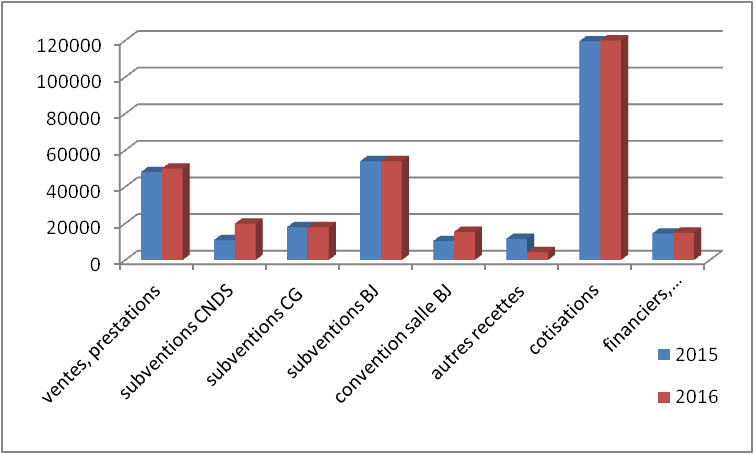 120000
100000
80000
60000
40000
20000
0
ventes, prestations
subventions CNDS
subventions CG
subventions BJ
convention salle BJ
autres recettes
cotisations
financiers,...
2015
2016